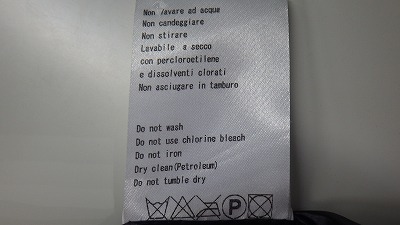 Non lavare ad acqua
Non candeggiare
Non stirare
Lavabile a secco
con percloroetilene
e dissolventi clorati
Non asciugare in tamburo
Do not wash
Do not use chlorine bleach
Do not iron
Dry clean(Petroleum)
Do not tumble dry
P